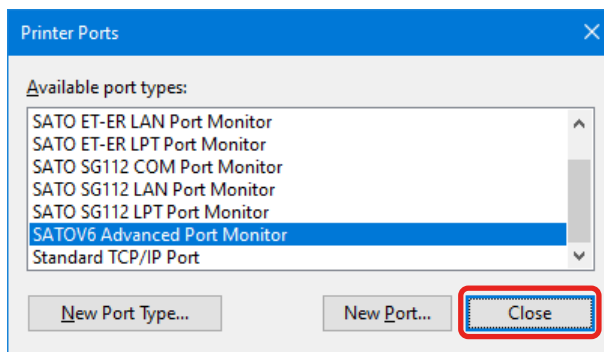 Printer Ports
Available port types:
SATO ET-ER LAN Port Monitor
SATO ET-ER LPT Port Monitor
SATO SG112 COM Port Monitor
SATO SG112 LAN Port Monitor
SATO SG112 LPT Port Monitor
SATOV6 Advanced Port Monitor
Standard TCP/IP Port
New Port Type... New Port... Close